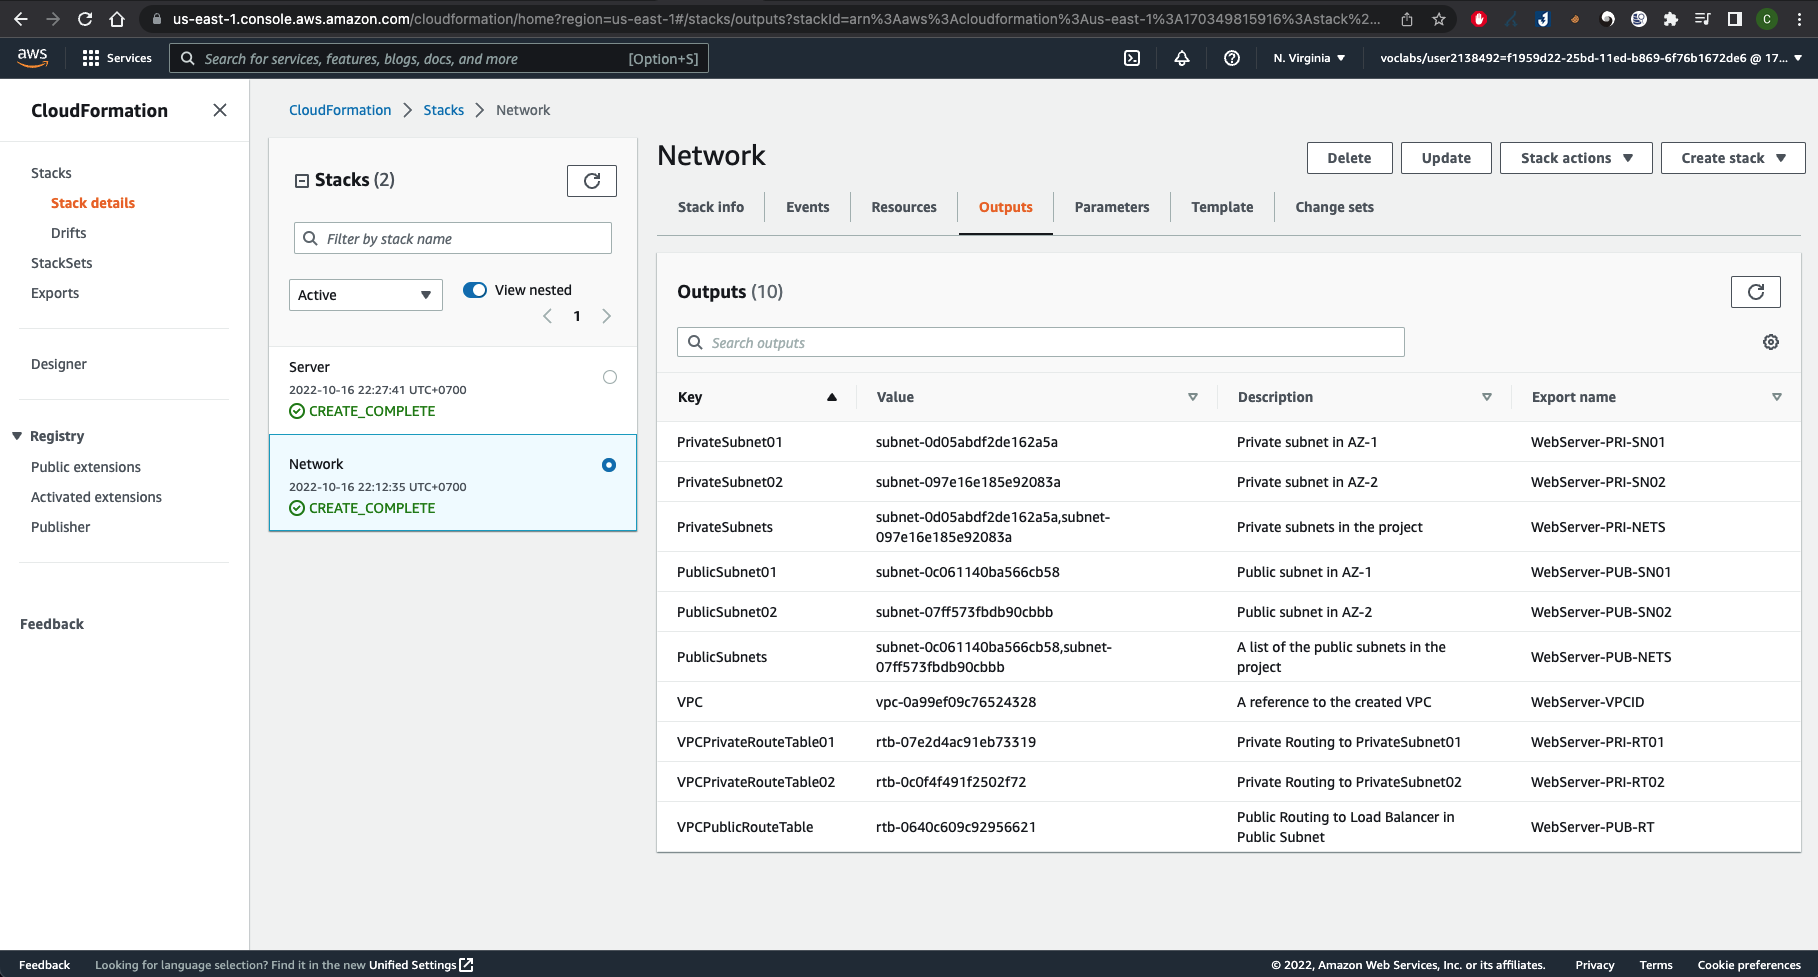 us-east-1.console.aws.amazon.com/cloudformation/home?region=us-east-1#/stacks/outputs?stackId=arn%3Aaws%3Acloudformation%3Aus-east-1%3A170349815916%3Astack%2...
C
aws
Services
Search for services, features, blogs, docs, and more
[Option+S]
N. Virginia
voclabs/user2138492=f1959d22-25bd-11ed-b869-6f76b1672de6 @ 17...
CloudFormation
Stacks
Stack details
Drifts
StackSets
Exports
Designer
Registry
Public extensions
Activated extensions
Publisher
Feedback
CloudFormation > Stacks > Network
Stacks (2)
Filter by stack name
Active
View nested
1
Server
2022-10-16 22:27:41 UTC+0700
CREATE_COMPLETE
Network
2022-10-16 22:12:35 UTC+0700
CREATE_COMPLETE
Network
Delete
Update
Stack actions
Create stack
Stack info
Events
Resources
Outputs
Parameters
Template
Change sets
Outputs (10)
Search outputs
Key Value Description Export name
PrivateSubnet01 subnet-0d05abdf2de162a5a Private subnet in AZ-1 WebServer-PRI-SN01
PrivateSubnet02 subnet-097e16e185e92083a Private subnet in AZ-2 WebServer-PRI-SN02
PrivateSubnets subnet-0d05abdf2de162a5a,subnet-
097e16e185e92083a Private subnets in the project WebServer-PRI-NETS
PublicSubnet01 subnet-0c061140ba566cb58 Public subnet in AZ-1 WebServer-PUB-SN01
PublicSubnet02 subnet-07ff573fbdb90cbbb Public subnet in AZ-2 WebServer-PUB-SN02
PublicSubnets subnet-0c061140ba566cb58,subnet-
07ff573fbdb90cbbb A list of the public subnets in the
project WebServer-PUB-NETS
VPC vpc-0a99ef09c76524328 A reference to the created VPC WebServer-VPCID
VPCPrivateRouteTable01 rtb-07e2d4ac91eb73319 Private Routing to PrivateSubnet01 WebServer-PRI-RT01
VPCPrivateRouteTable02 rtb-0c0f4f491f2502f72 Private Routing to PrivateSubnet02 WebServer-PRI-RT02
VPCPublicRouteTable rtb-0640c609c92956621 Public Routing to Load Balancer in
Public Subnet WebServer-PUB-RT
Feedback
Looking for language selection? Find it in the new Unified Settings
© 2022, Amazon Web Services, Inc. or its affiliates.
Privacy
Terms
Cookie preferences